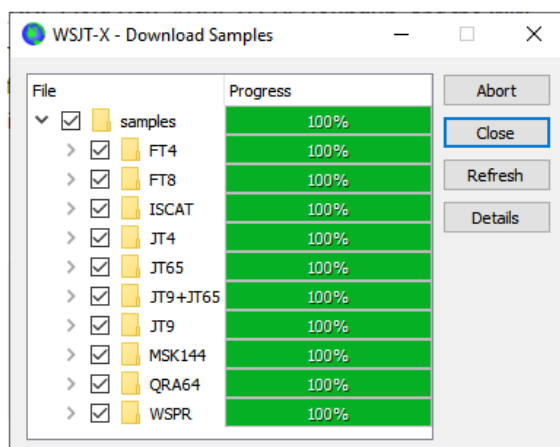 WSJT-X - Download Samples
File Progress
samples 100%
FT4 100%
FT8 100%
ISCAT 100%
JT4 100%
JT65 100%
JT9+JT65 100%
JT9 100%
MSK144 100%
QRA64 100%
WSPR 100%
Abort
Close
Refresh
Details